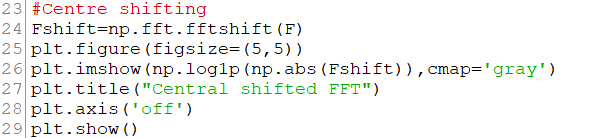 23 #Centre shifting
24 Fshift=np.fft.fftshift(F)
25 plt.figure(figsize=(5,5))
26 plt.imshow(np.log1p(np.abs(Fshift)),cmap='gray')
27 plt.title("Central shifted FFT")
28 plt.axis('off')
29 plt.show()